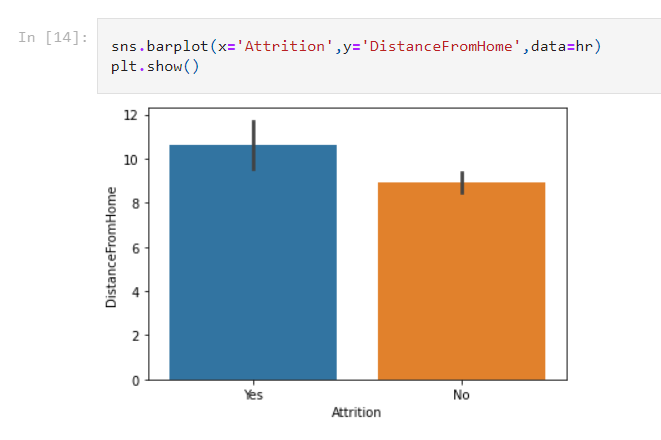 In [14]:
sns.barplot(x='Attrition',y='DistanceFromHome',data=hr)
plt.show()
12
10
8
6
4
2
0
DistanceFromHome
Yes
No
Attrition